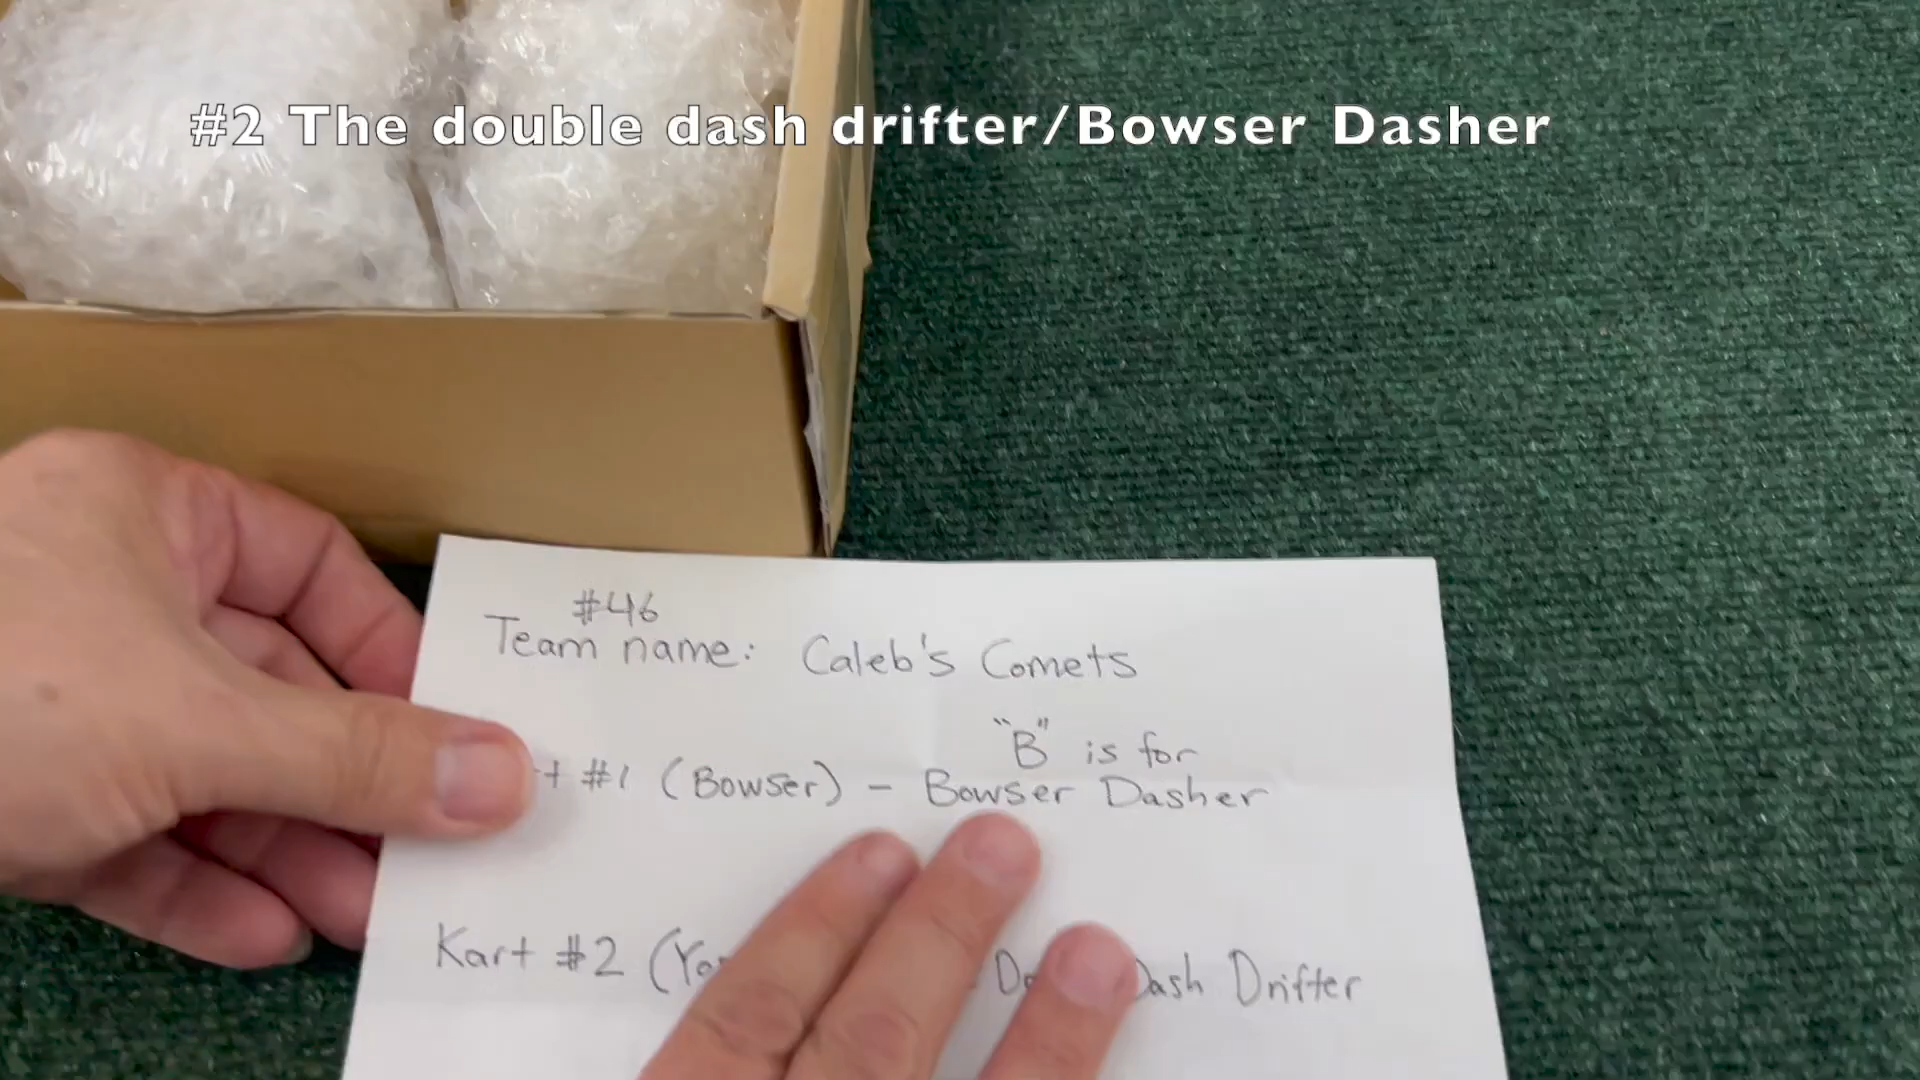 #2 The double dash drifter/Bowser Dasher
#46
Team name: Caleb's Comets
"B" is for
#1 (Bowser) - Bowser Dasher
Kart #2 Dash Drifter